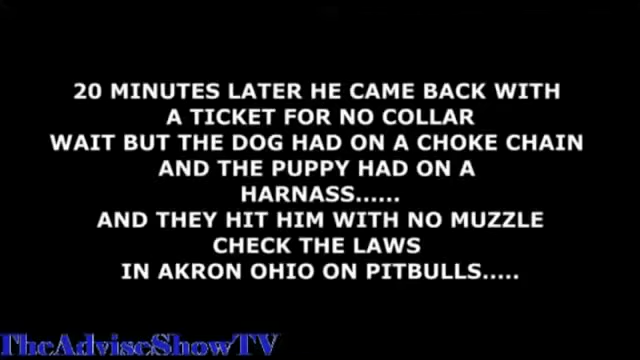 20 MINUTES LATER HE CAME BACK WITH
A TICKET FOR NO COLLAR
WAIT BUT THE DOG HAD ON A CHOKE CHAIN
AND THE PUPPY HAD ON A
HARNASS......
AND THEY HIT HIM WITH NO MUZZLE
CHECK THE LAWS
IN AKRON OHIO ON PITBULLS.....
TheAdviseShowTV